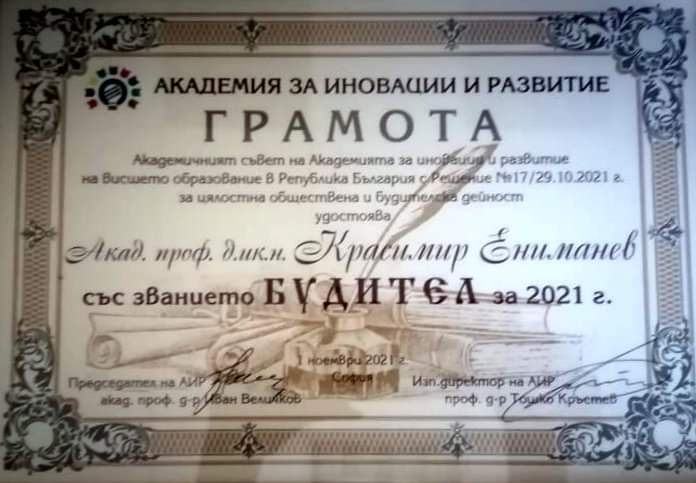 АКАДЕМИЯ ЗА ИНОВАЦИИ И РАЗВИТИЕ
ГРАМОТА
Академичният съвет на Академията за иновации и развитие
на висшето образование в Република България с Решение №17/29.10.2021 г.
за цялостна обществена и будителска дейност
удостоява
Акад. проф. д.ик.н. Красимир Ениманев
със званието БУДИТЕЛ за 2021 г.
1 ноември 2021 г.
София
Председател на АИР
акад. проф. д-р Иван Величков
Изп.директор на АИР
проф. д-р Тошко Кръстев